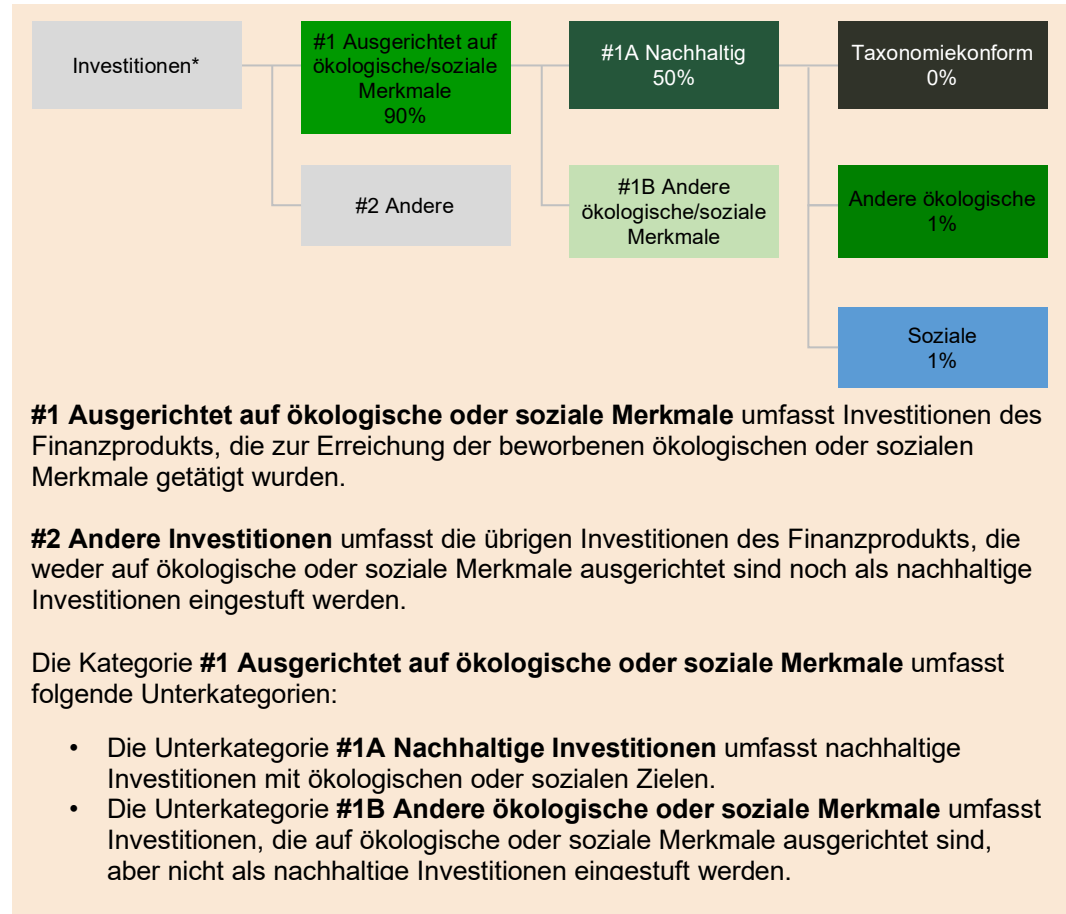 Investitionen*
#1 Ausgerichtet auf
ökologische/soziale
Merkmale
90%
#1A Nachhaltig
50%
Taxonomiekonform
0%
#2 Andere
#1B Andere
ökologische/soziale
Merkmale
Andere ökologische
1%
Soziale
1%
#1 Ausgerichtet auf ökologische oder soziale Merkmale umfasst Investitionen des
Finanzprodukts, die zur Erreichung der beworbenen ökologischen oder sozialen
Merkmale getätigt wurden.
#2 Andere Investitionen umfasst die übrigen Investitionen des Finanzprodukts, die
weder auf ökologische oder soziale Merkmale ausgerichtet sind noch als nachhaltige
Investitionen eingestuft werden.
Die Kategorie #1 Ausgerichtet auf ökologische oder soziale Merkmale umfasst
folgende Unterkategorien:
• Die Unterkategorie #1A Nachhaltige Investitionen umfasst nachhaltige
Investitionen mit ökologischen oder sozialen Zielen.
• Die Unterkategorie #1B Andere ökologische oder soziale Merkmale umfasst
Investitionen, die auf ökologische oder soziale Merkmale ausgerichtet sind,
aber nicht als nachhaltige Investitionen eingestuft werden.